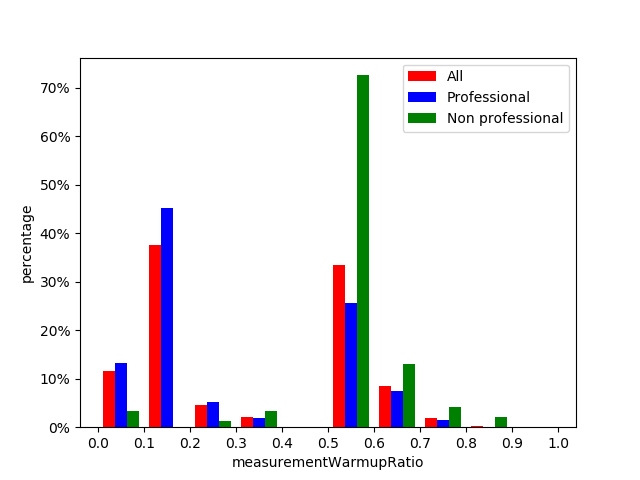 All
Professional
Non professional
70%
60%
50%
40%
30%
20%
10%
0%
percentage
0.0 0.1 0.2 0.3 0.4 0.5 0.6 0.7 0.8 0.9 1.0
measurementWarmupRatio